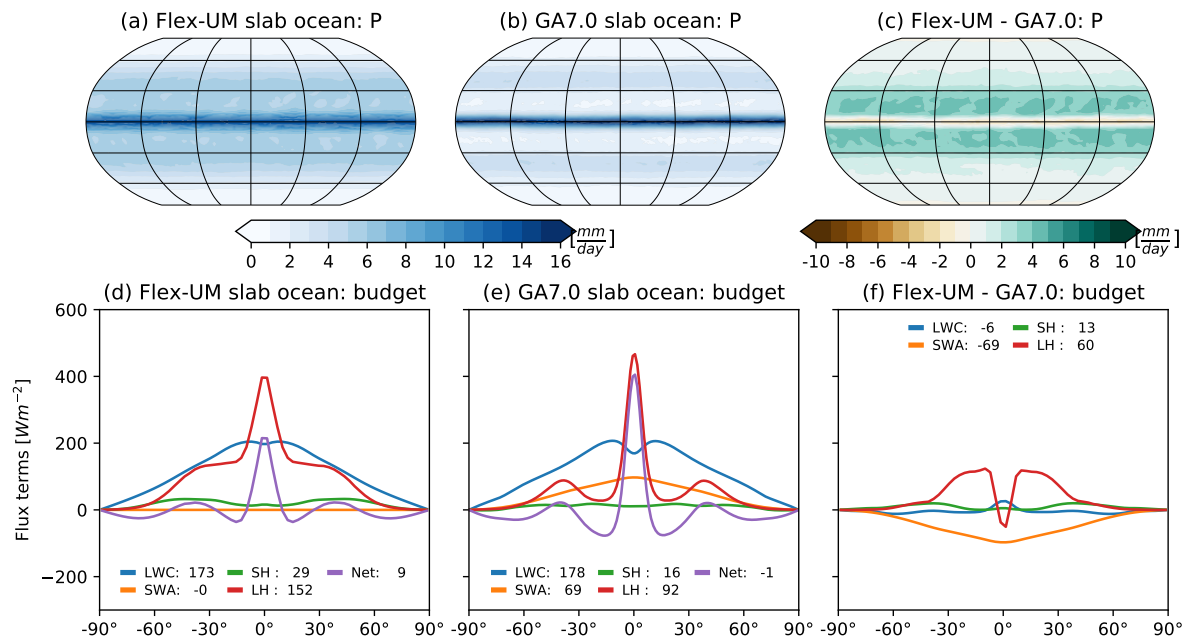 (a) Flex-UM slab ocean: P
(b) GA7.0 slab ocean: P
(c) Flex-UM - GA7.0: P
0 2 4 6 8 10 12 14 16
[mm/day]
-10 -8 -6 -4 -2 0 2 4 6 8 10
[mm/day]
(d) Flex-UM slab ocean: budget
(e) GA7.0 slab ocean: budget
(f) Flex-UM - GA7.0: budget
Flux terms [Wm⁻²]
600
400
200
0
−200
LWC: 173 SH : 29 Net: 9
SWA: -0 LH : 152
LWC: 178 SH : 16 Net: -1
SWA: 69 LH : 92
LWC: -6 SH : 13
SWA: -69 LH : 60
-90° -60° -30° 0° 30° 60° 90°
-90° -60° -30° 0° 30° 60° 90°
-90° -60° -30° 0° 30° 60° 90°